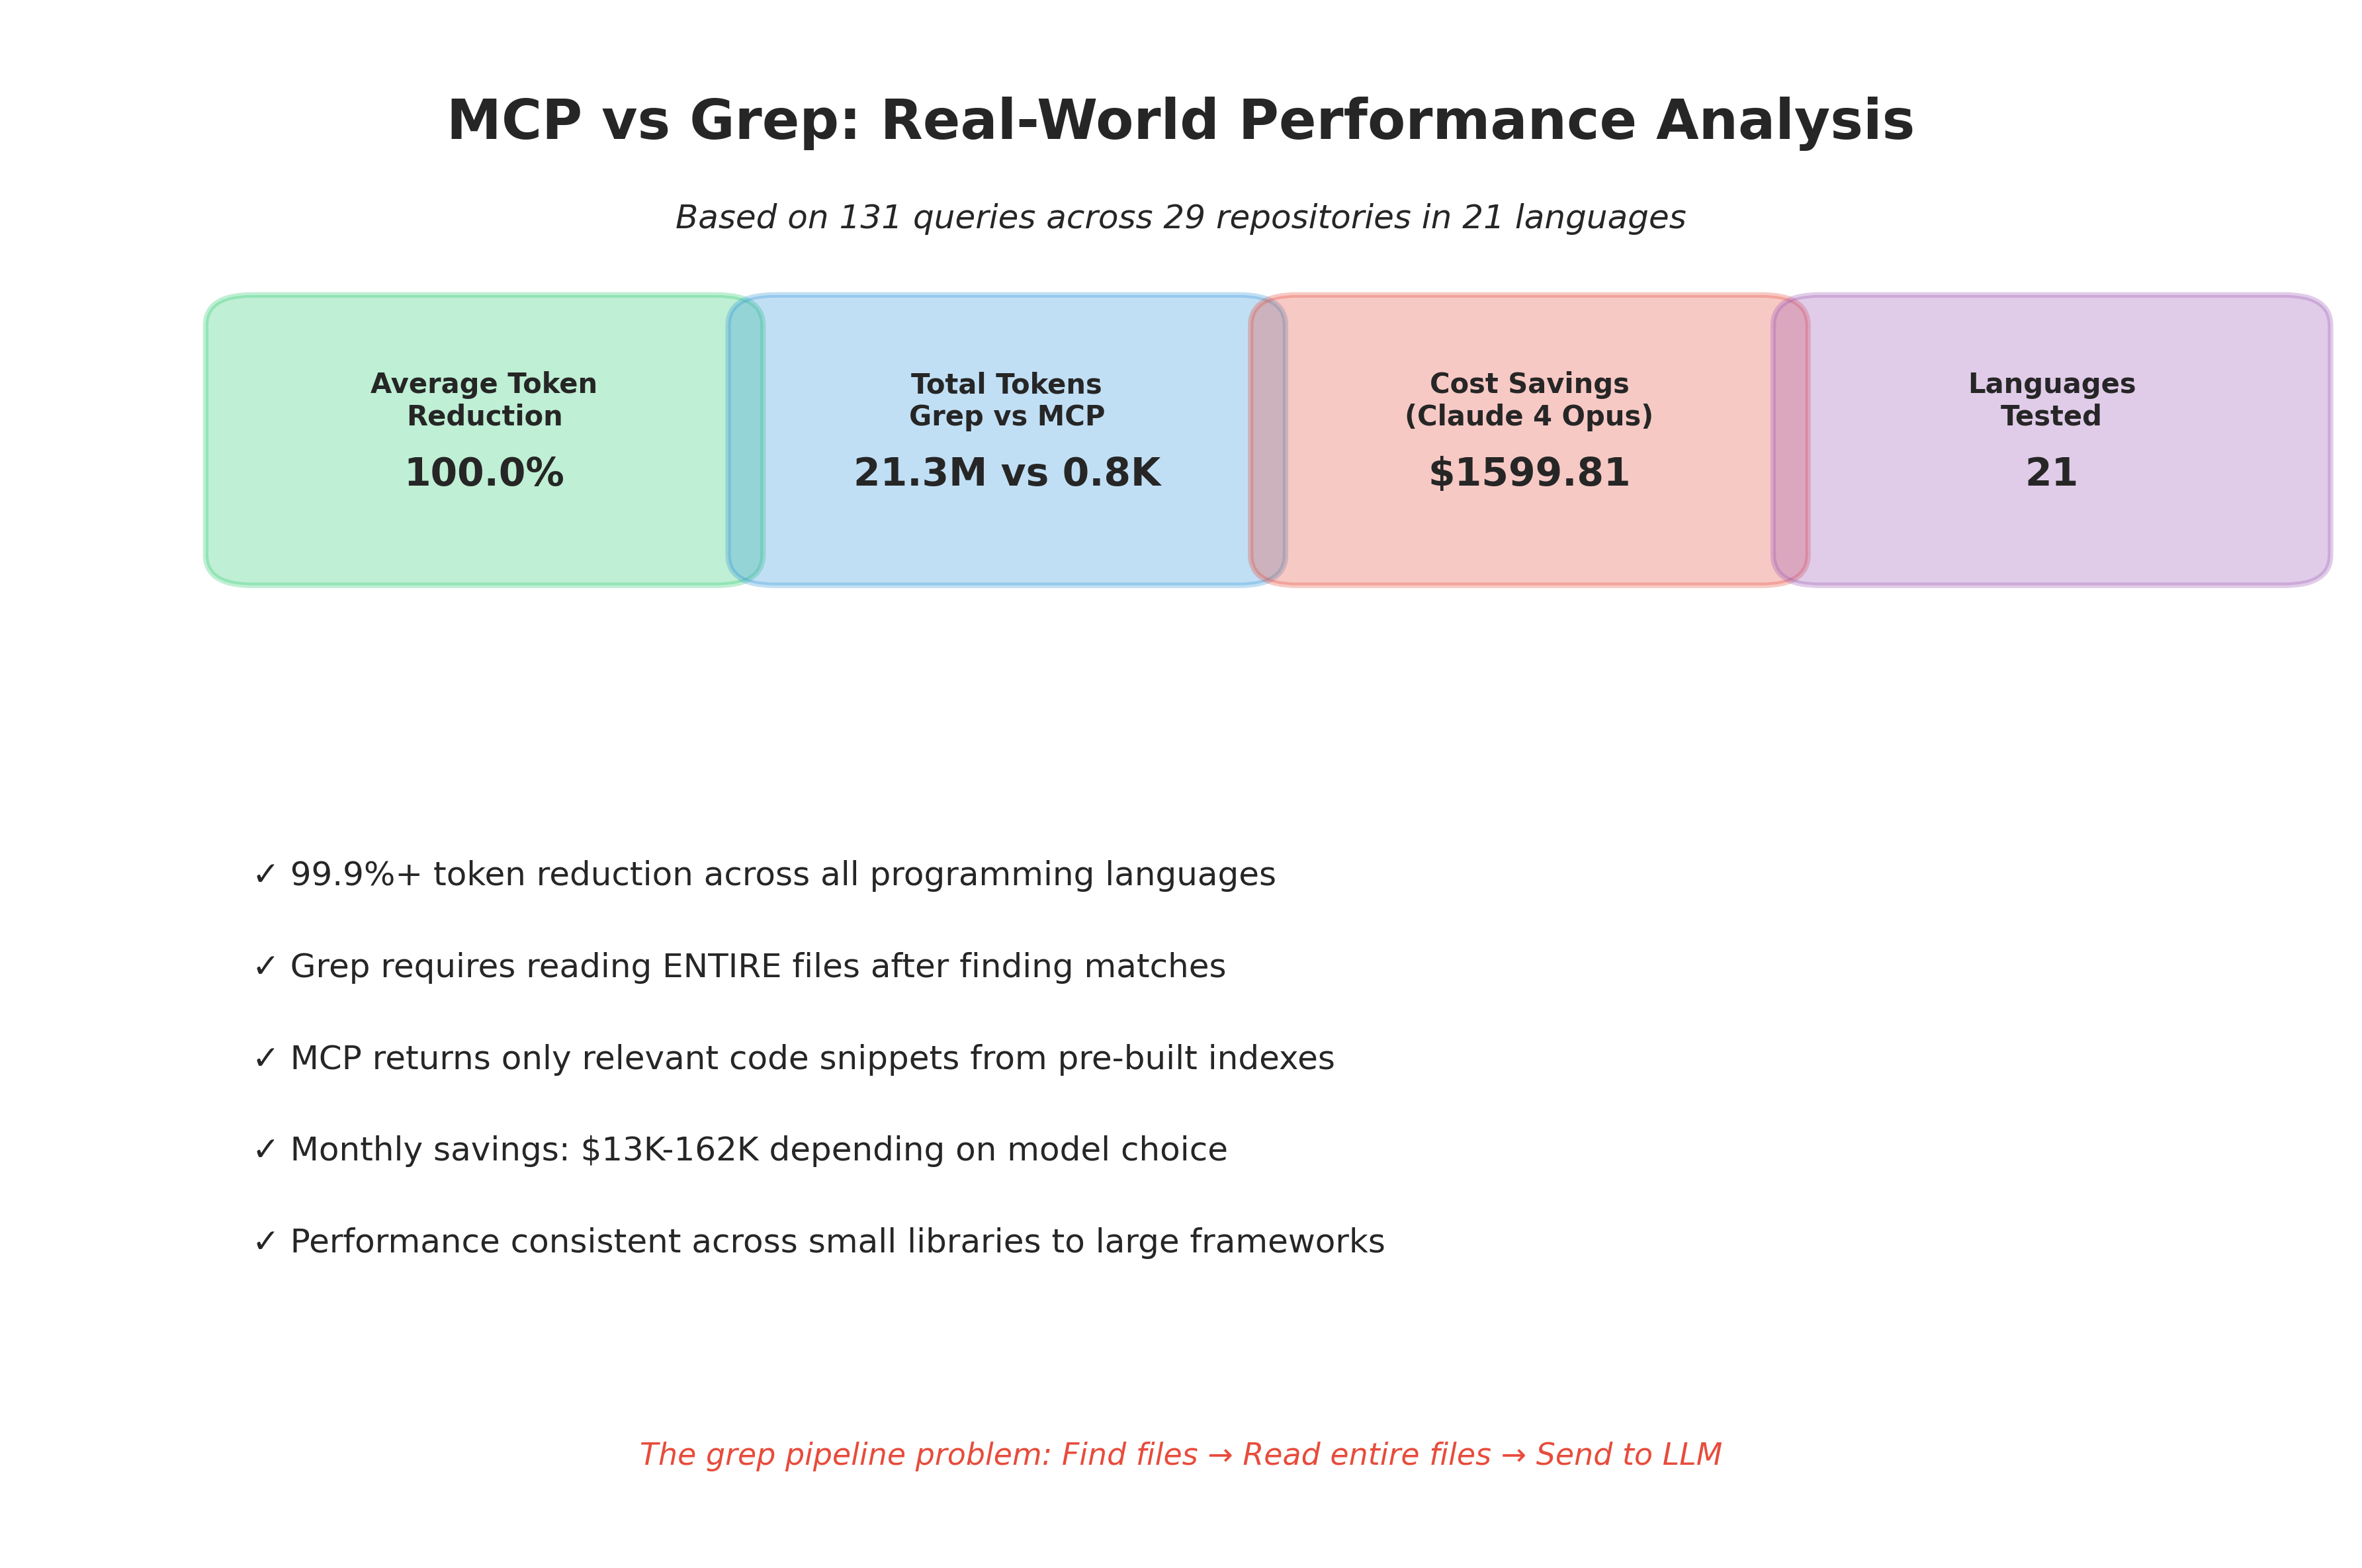 MCP vs Grep: Real-World Performance Analysis
Based on 131 queries across 29 repositories in 21 languages
Average Token
Reduction
100.0%
Total Tokens
Grep vs MCP
21.3M vs 0.8K
Cost Savings
(Claude 4 Opus)
$1599.81
Languages
Tested
21
✓ 99.9%+ token reduction across all programming languages
✓ Grep requires reading ENTIRE files after finding matches
✓ MCP returns only relevant code snippets from pre-built indexes
✓ Monthly savings: $13K-162K depending on model choice
✓ Performance consistent across small libraries to large frameworks
The grep pipeline problem: Find files → Read entire files → Send to LLM